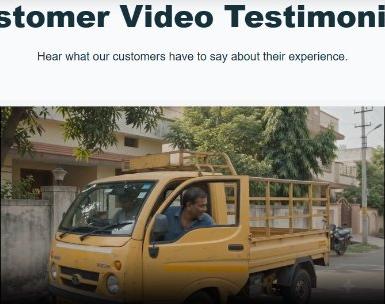 stomer Video Testimoni
Hear what our customers have to say about their experience.